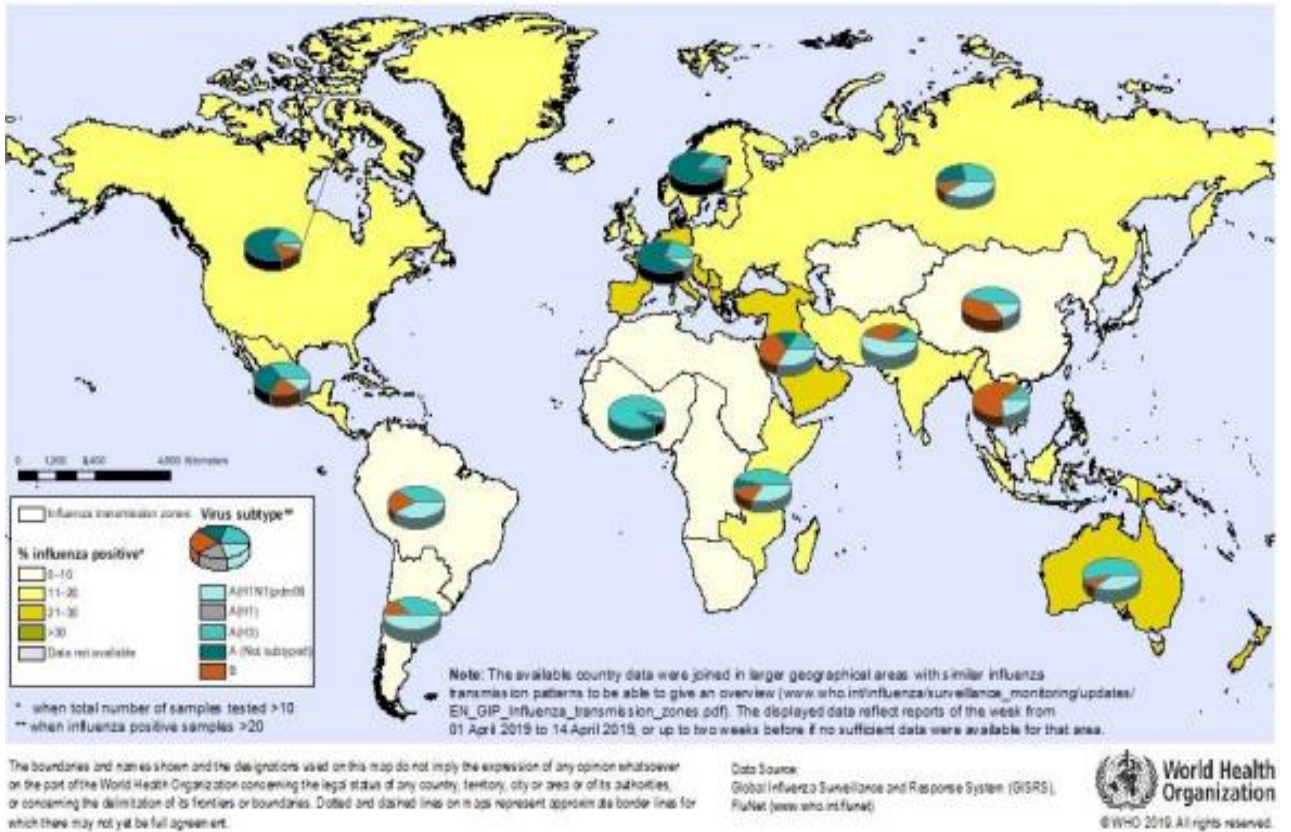 0 4,000 Kilometers
Influenza transmission zones
Virus subtype**
% influenza positive*
0-10
11-20
21-30
>30
Data not available
A(H1N1)pdm09
A(H1)
A(H3)
A (Not subtyped)
B
* when total number of samples tested >10
** when influenza positive samples >20
Note: The available country data were joined in larger geographical areas with similar influenza
transmission patterns to be able to give an overview (www.who.int/influenza/surveillance_monitoring/updates/
EN_GIP_Influenza_transmission_zones.pdf). The displayed data reflect reports of the week from
01 April 2019 to 14 April 2019, or up to two weeks before if no sufficient data were available for that area.
The boundaries and names shown and the designations used on this map do not imply the expression of any opinion whatsoever
on the part of the World Health Organization concerning the legal status of any country, territory, city or area or of its authorities,
or concerning the delimitation of its frontiers or boundaries. Dotted and dashed lines on maps represent approximate border lines for
which there may not yet be full agreement.
Data Source:
Global Influenza Surveillance and Response System (GISRS),
FluNet (www.who.int/flunet)
World Health
Organization
© WHO 2019. All rights reserved.